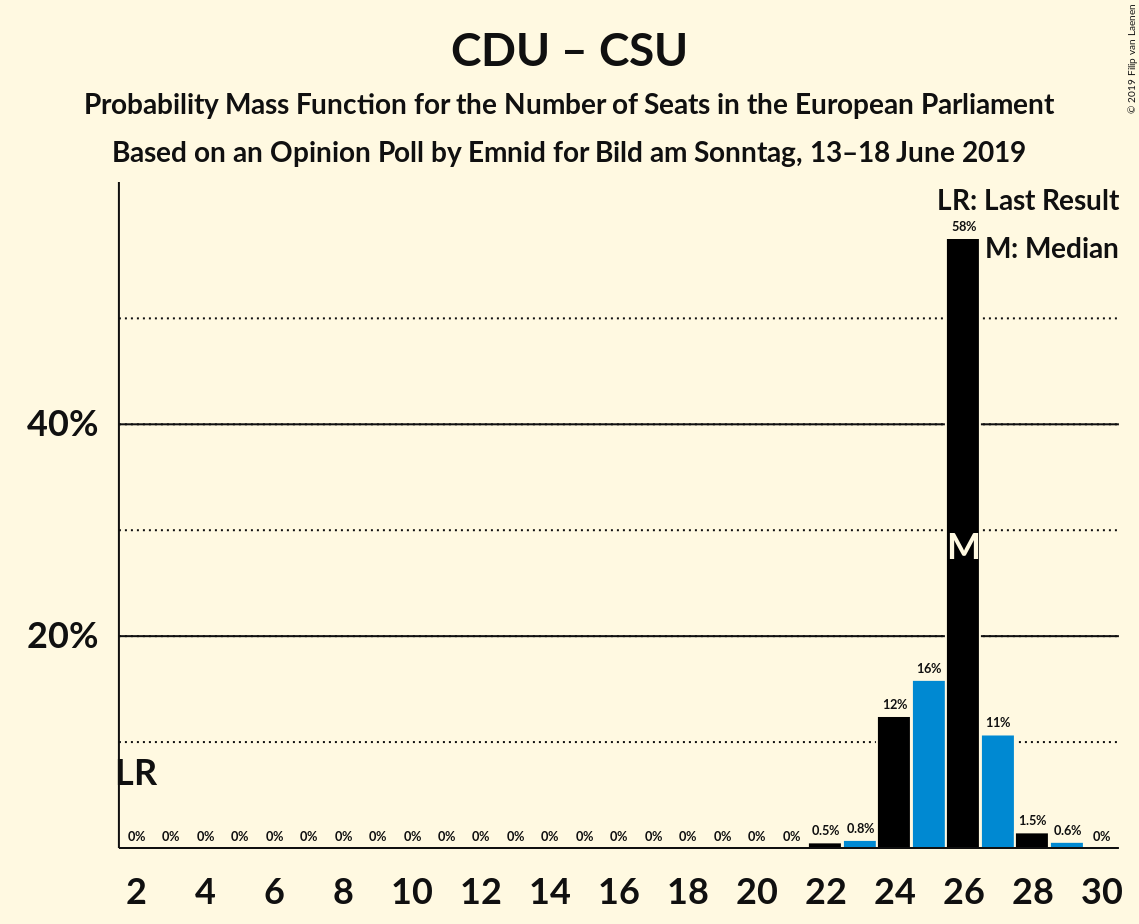 CDU – CSU
Probability Mass Function for the Number of Seats in the European Parliament
Based on an Opinion Poll by Emnid for Bild am Sonntag, 13–18 June 2019
© 2019 Filip van Laenen
LR: Last Result
M: Median
58%
40%
M
20%
16%
12%
11%
LR
0% 0% 0% 0% 0% 0% 0% 0% 0% 0% 0% 0% 0% 0% 0% 0% 0% 0% 0% 0% 0.5% 0.8% 1.5% 0.6% 0%
2 4 6 8 10 12 14 16 18 20 22 24 26 28 30